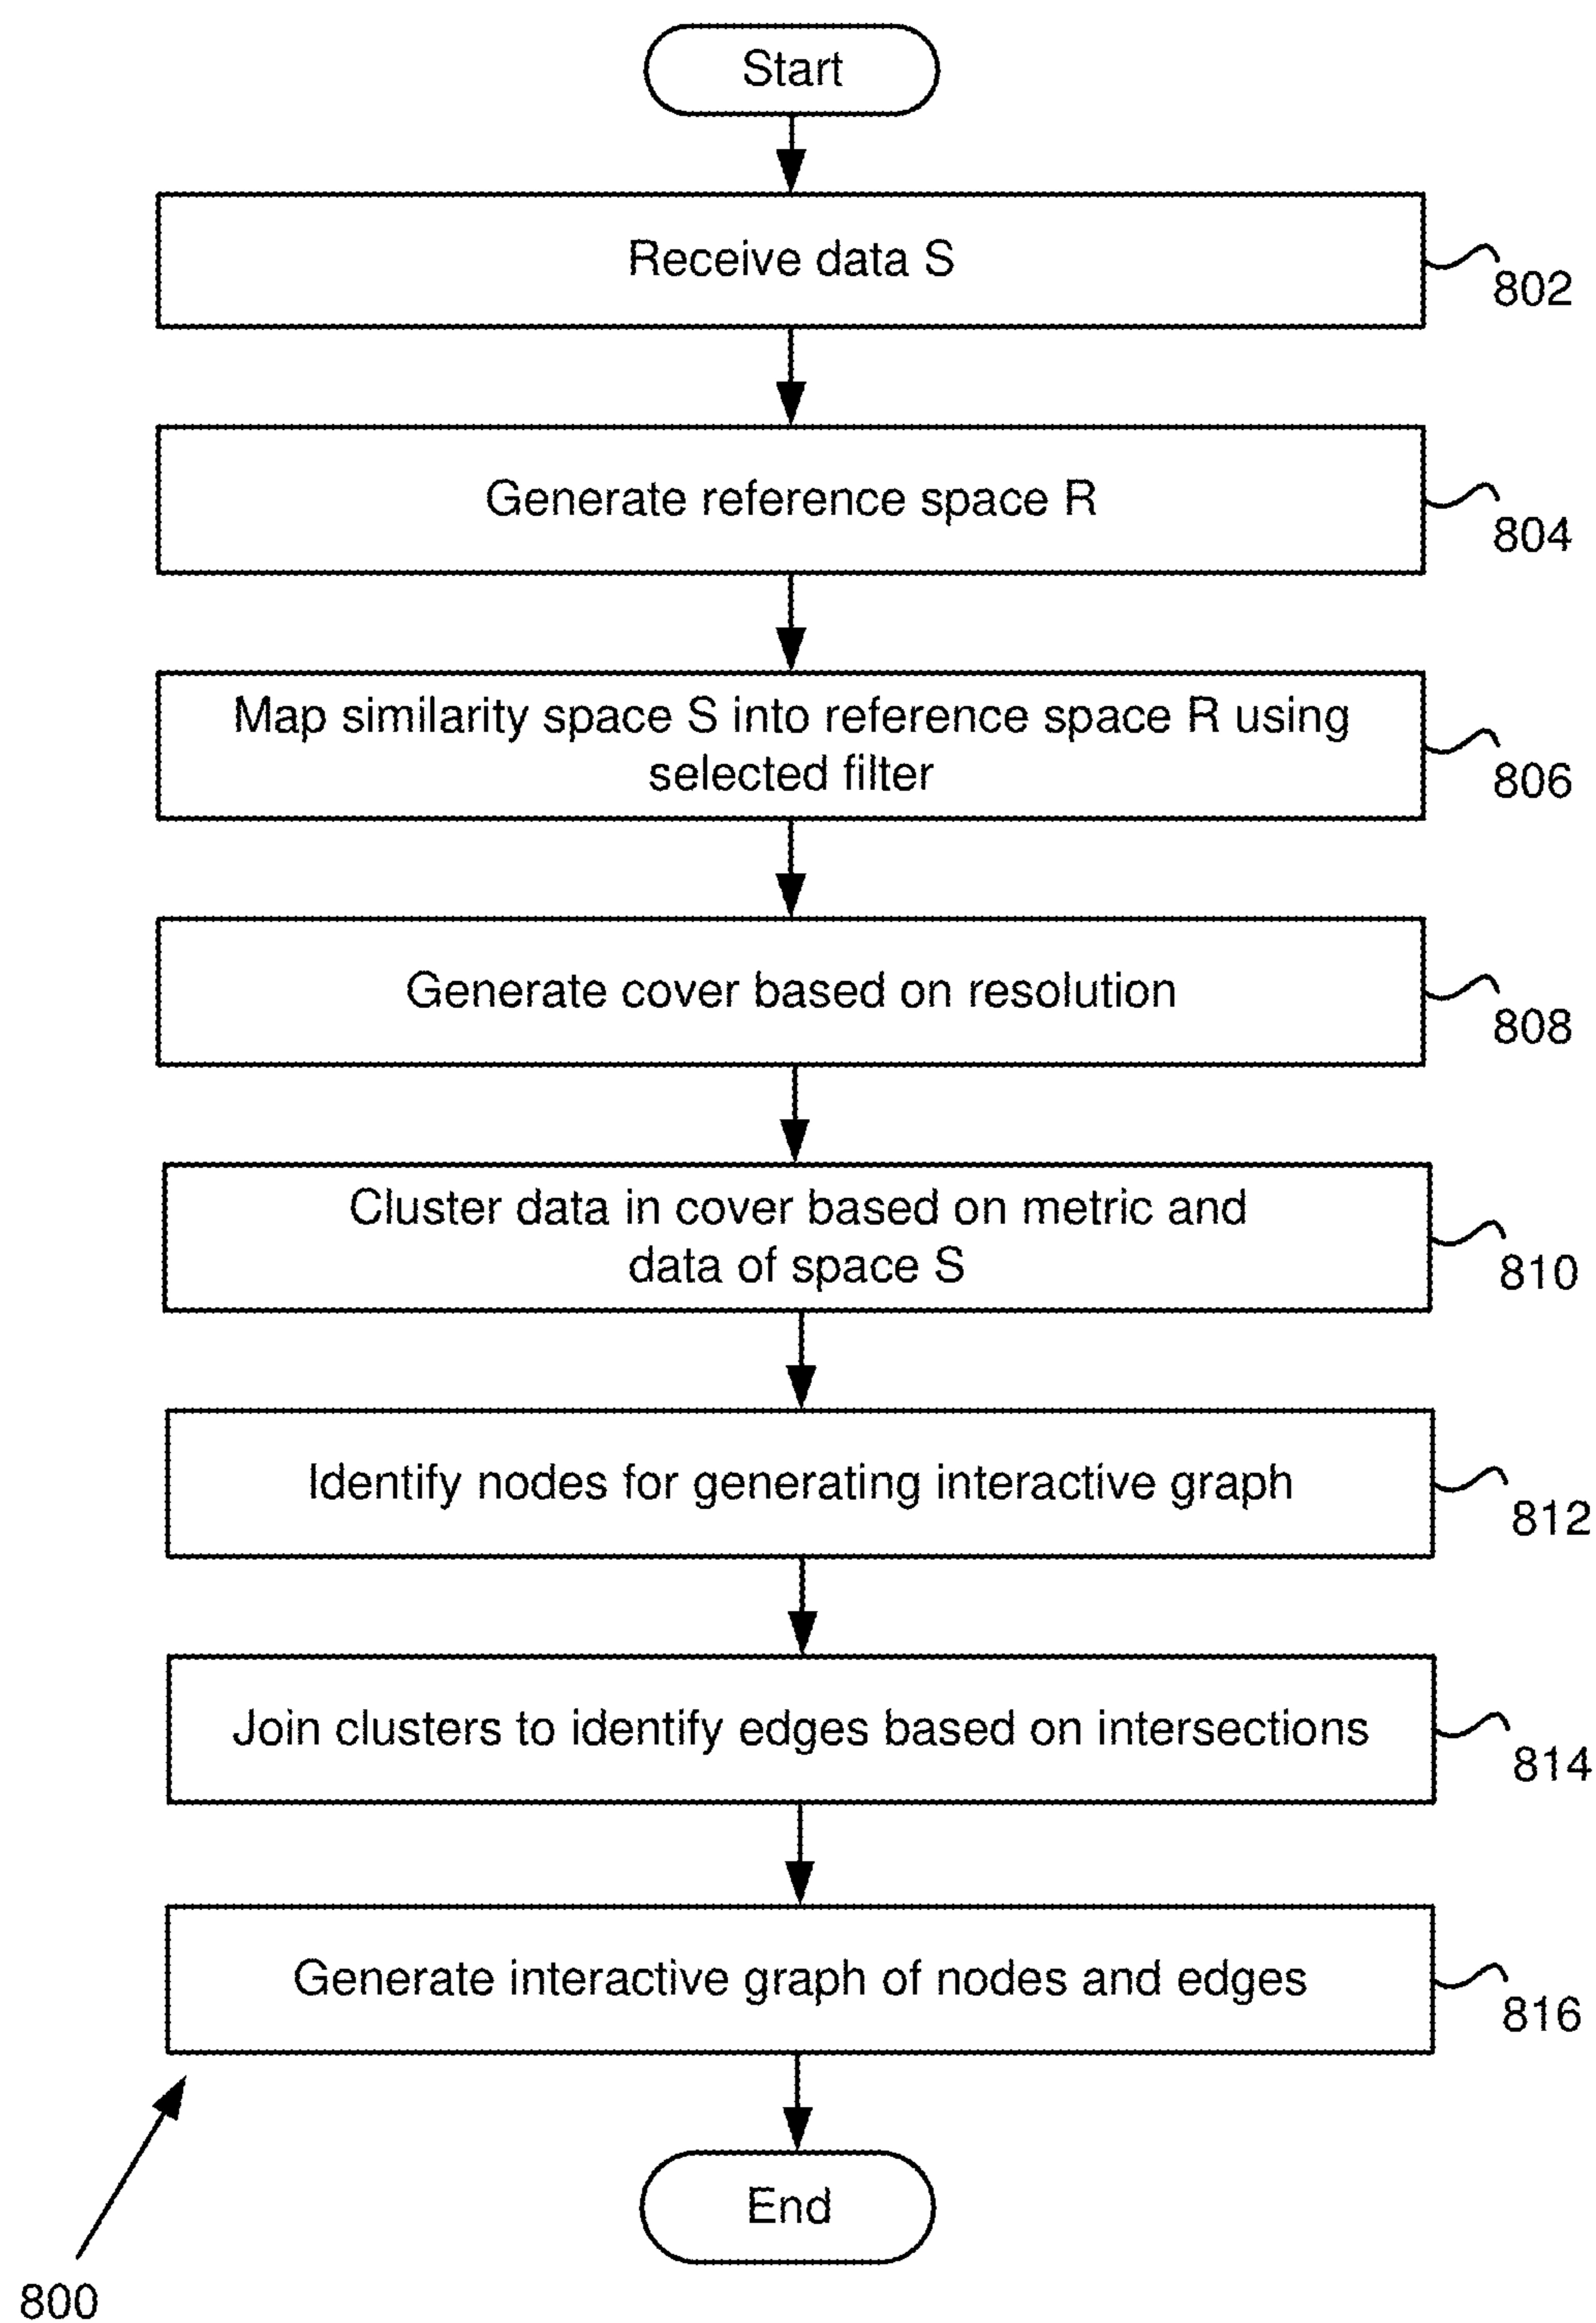 Start
Receive data S
802
Generate reference space R
804
Map similarity space S into reference space R using
selected filter
806
Generate cover based on resolution
808
Cluster data in cover based on metric and
data of space S
810
Identify nodes for generating interactive graph
812
Join clusters to identify edges based on intersections
814
Generate interactive graph of nodes and edges
816
End
800